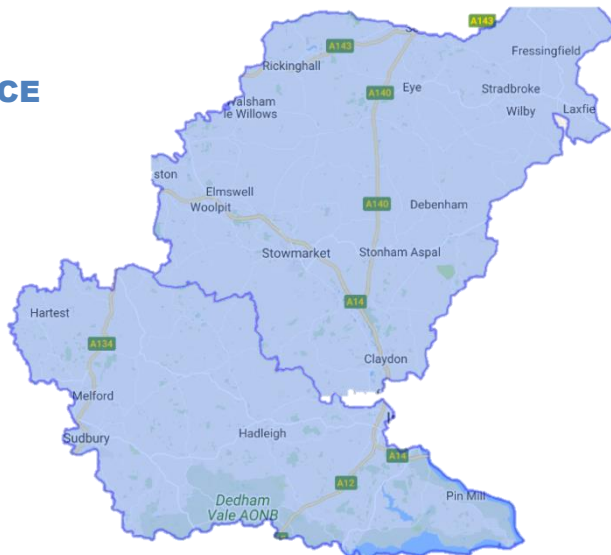 A143
CE
Fressingfield
A143
Rickinghall
A140
Eye
Stradbroke
Walsham
le Willows
Wilby
Laxfie
ston
Elmswell
Woolpit
A140
Debenham
Stowmarket
Stonham Aspal
A14
Hartest
A134
Claydon
Melford
Sudbury
Hadleigh
A14
A12
Dedham
Vale AONB
Pin Mill